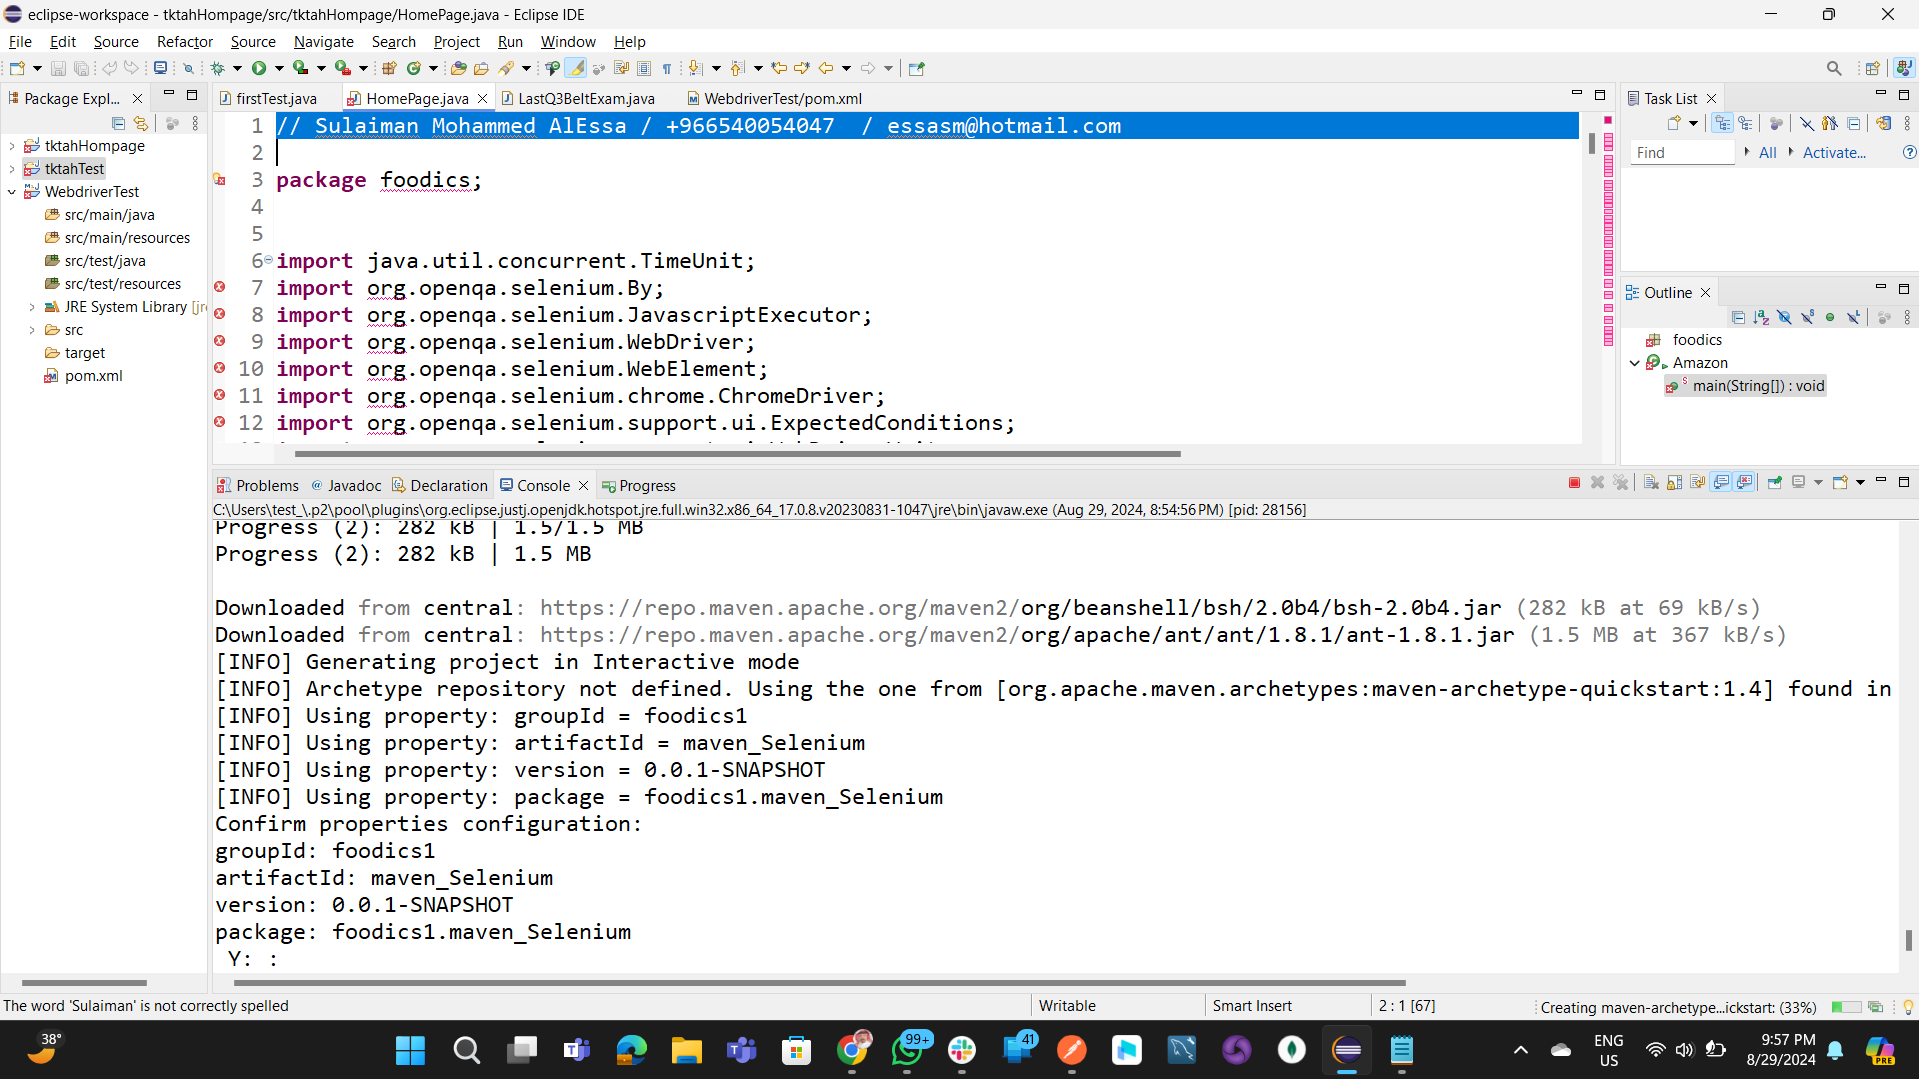 eclipse-workspace - tktahHompage/src/tktahHompage/HomePage.java - Eclipse IDE
File Edit Source Refactor Source Navigate Search Project Run Window Help
Package Expl...
tktahHompage
tktahTest
WebdriverTest
src/main/java
src/main/resources
src/test/java
src/test/resources
JRE System Library [jr
src
target
pom.xml
firstTest.java HomePage.java LastQ3BeltExam.java WebdriverTest/pom.xml
1 // Sulaiman Mohammed AlEssa / +966540054047 / essasm@hotmail.com
2
3 package foodics;
4
5
6 import java.util.concurrent.TimeUnit;
7 import org.openqa.selenium.By;
8 import org.openqa.selenium.JavascriptExecutor;
9 import org.openqa.selenium.WebDriver;
10 import org.openqa.selenium.WebElement;
11 import org.openqa.selenium.chrome.ChromeDriver;
12 import org.openqa.selenium.support.ui.ExpectedConditions;
Task List
Find All Activate...
Outline
foodics
Amazon
main(String[]) : void
Problems Javadoc Declaration Console Progress
C:\Users\test_\.p2\pool\plugins\org.eclipse.justj.openjdk.hotspot.jre.full.win32.x86_64_17.0.8.v20230831-1047\jre\bin\javaw.exe (Aug 29, 2024, 8:54:56 PM) [pid: 28156]
Progress (2): 282 kB | 1.5/1.5 MB
Progress (2): 282 kB | 1.5 MB
Downloaded from central: https://repo.maven.apache.org/maven2/org/beanshell/bsh/2.0b4/bsh-2.0b4.jar (282 kB at 69 kB/s)
Downloaded from central: https://repo.maven.apache.org/maven2/org/apache/ant/ant/1.8.1/ant-1.8.1.jar (1.5 MB at 367 kB/s)
[INFO] Generating project in Interactive mode
[INFO] Archetype repository not defined. Using the one from [org.apache.maven.archetypes:maven-archetype-quickstart:1.4] found in
[INFO] Using property: groupId = foodics1
[INFO] Using property: artifactId = maven_Selenium
[INFO] Using property: version = 0.0.1-SNAPSHOT
[INFO] Using property: package = foodics1.maven_Selenium
Confirm properties configuration:
groupId: foodics1
artifactId: maven_Selenium
version: 0.0.1-SNAPSHOT
package: foodics1.maven_Selenium
Y: :
The word 'Sulaiman' is not correctly spelled Writable Smart Insert 2 : 1 [67] Creating maven-archetype...ickstart: (33%)
38°
99+
41
ENG
US
9:57 PM
8/29/2024
PRE